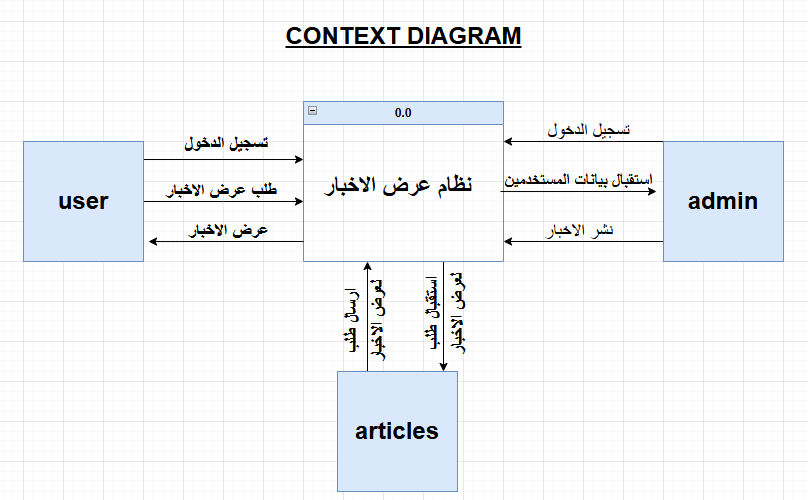 CONTEXT DIAGRAM
0.0
نظام عرض الاخبار
user
تسجيل الدخول
طلب عرض الاخبار
عرض الاخبار
تسجيل الدخول
استقبال بيانات المستخدمين
نشر الاخبار
admin
ارسال طلب
لعرض الاخبار
استقبال طلب
لعرض الاخبار
articles